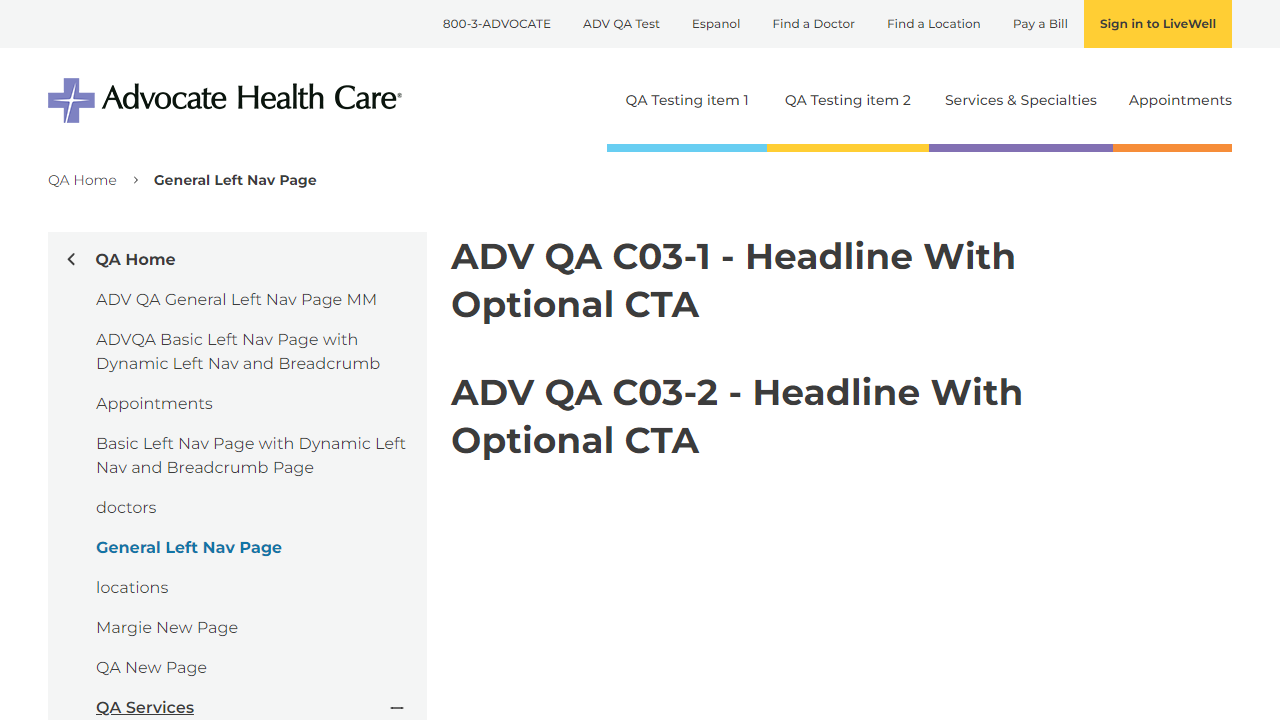 800-3-ADVOCATE ADV QA Test Espanol Find a Doctor Find a Location Pay a Bill Sign in to LiveWell
Advocate Health Care®
QA Testing item 1 QA Testing item 2 Services & Specialties Appointments
QA Home > General Left Nav Page
QA Home
ADV QA General Left Nav Page MM
ADVQA Basic Left Nav Page with
Dynamic Left Nav and Breadcrumb
Appointments
Basic Left Nav Page with Dynamic Left
Nav and Breadcrumb Page
doctors
General Left Nav Page
locations
Margie New Page
QA New Page
QA Services
ADV QA C03-1 - Headline With
Optional CTA
ADV QA C03-2 - Headline With
Optional CTA